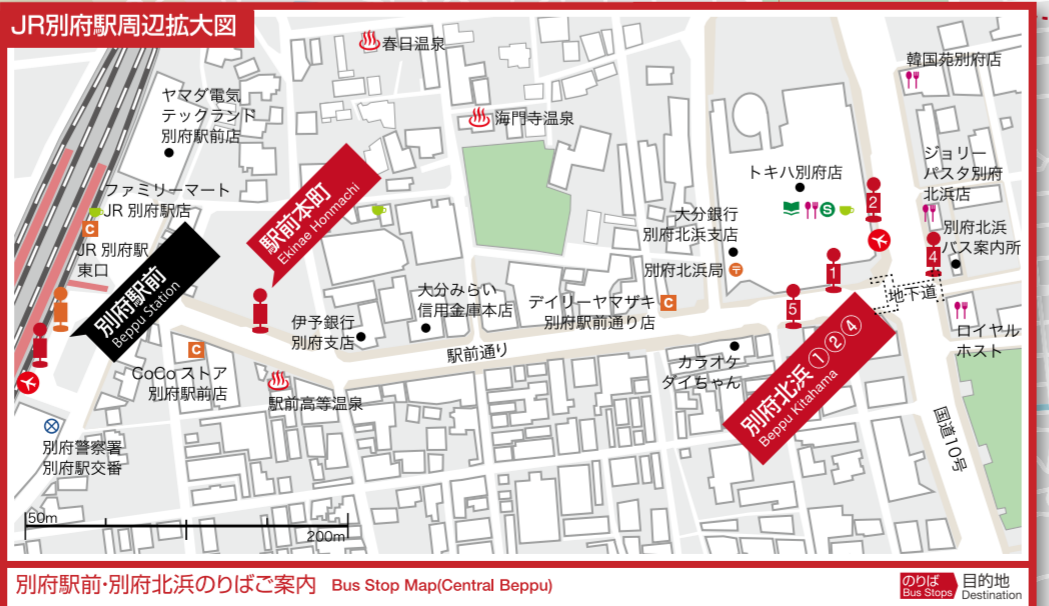 JR別府駅周辺拡大図
春日温泉
韓国苑別府店
ヤマダ電気
テックランド
別府駅前店
海門寺温泉
ジョリー
パスタ別府
北浜店
トキハ別府店
ファミリーマート
JR 別府駅店
駅前本町
Ekinae Honmachi
S
2
大分銀行
別府北浜支店
別府北浜
バス案内所
C
JR 別府駅
東口
別府駅前
Beppu Station
別府北浜局
〒
1
4
地下道
大分みらい
信用金庫本店
デイリーヤマザキ
別府駅前通り店
C
5
伊予銀行
別府支店
ロイヤル
ホスト
駅前通り
C
CoCo ストア
別府駅前店
カラオケ
ダイちゃん
別府北浜①②④
Beppu Kitahama
駅前高等温泉
国道10号
別府警察署
別府駅交番
50m
200m
別府駅前・別府北浜のりばご案内 Bus Stop Map(Central Beppu)
のりば
Bus Stops
目的地
Destination